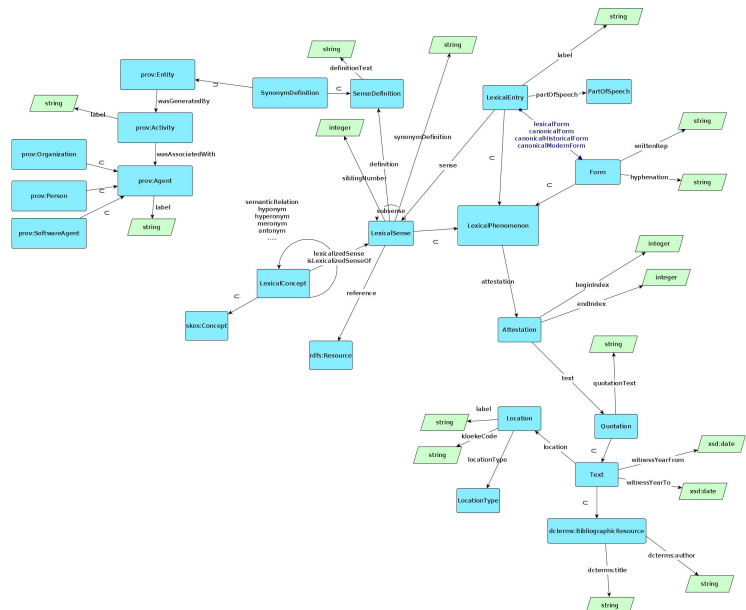 string
label
string
string
definitionText
prov:Entity
SynonymDefinition
⊂
⊂
SenseDefinition
LexicalEntry
partOfSpeech
PartOfSpeech
wasGeneratedBy
string
label
prov:Activity
integer
synonymDefinition
lexicalForm
canonicalForm
canonicalHistoricalForm
canonicalModernForm
string
writtenRep
prov:Organization
⊂
wasAssociatedWith
definition
sense
⊂
Form
hyphenation
string
prov:Person
⊂
prov:Agent
siblingNumber
⊂
label
prov:SoftwareAgent
⊂
string
semanticRelation
hyponym
hyperonym
meronym
antonym
.....
subsense
LexicalSense
⊂
LexicalPhenomenon
lexicalizedSense
isLexicalizedSenseOf
integer
LexicalConcept
attestation
beginIndex
integer
⊂
reference
endIndex
skos:Concept
Attestation
rdfs:Resource
string
text
quotationText
label
Location
string
kloekeCode
string
Quotation
locationType
location
⊂
xsd:date
witnessYearFrom
Text
LocationType
witnessYearTo
xsd:date
⊂
dcterms:BibliographicResource
dcterms:author
dcterms:title
string
string